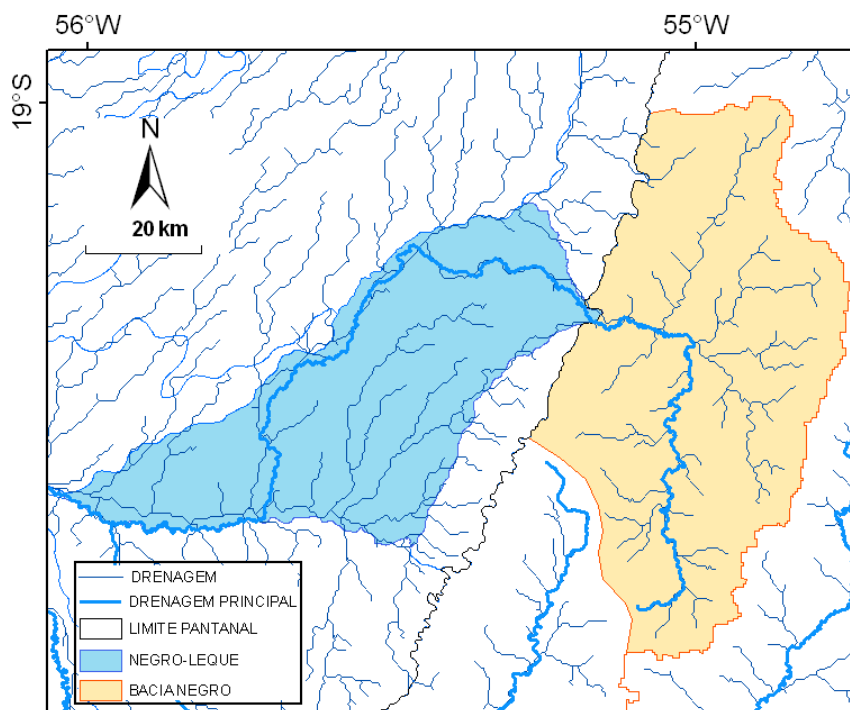 56°W
55°W
19°S
N
20 km
DRENAGEM
DRENAGEM PRINCIPAL
LIMITE PANTANAL
NEGRO-LEQUE
BACIA NEGRO